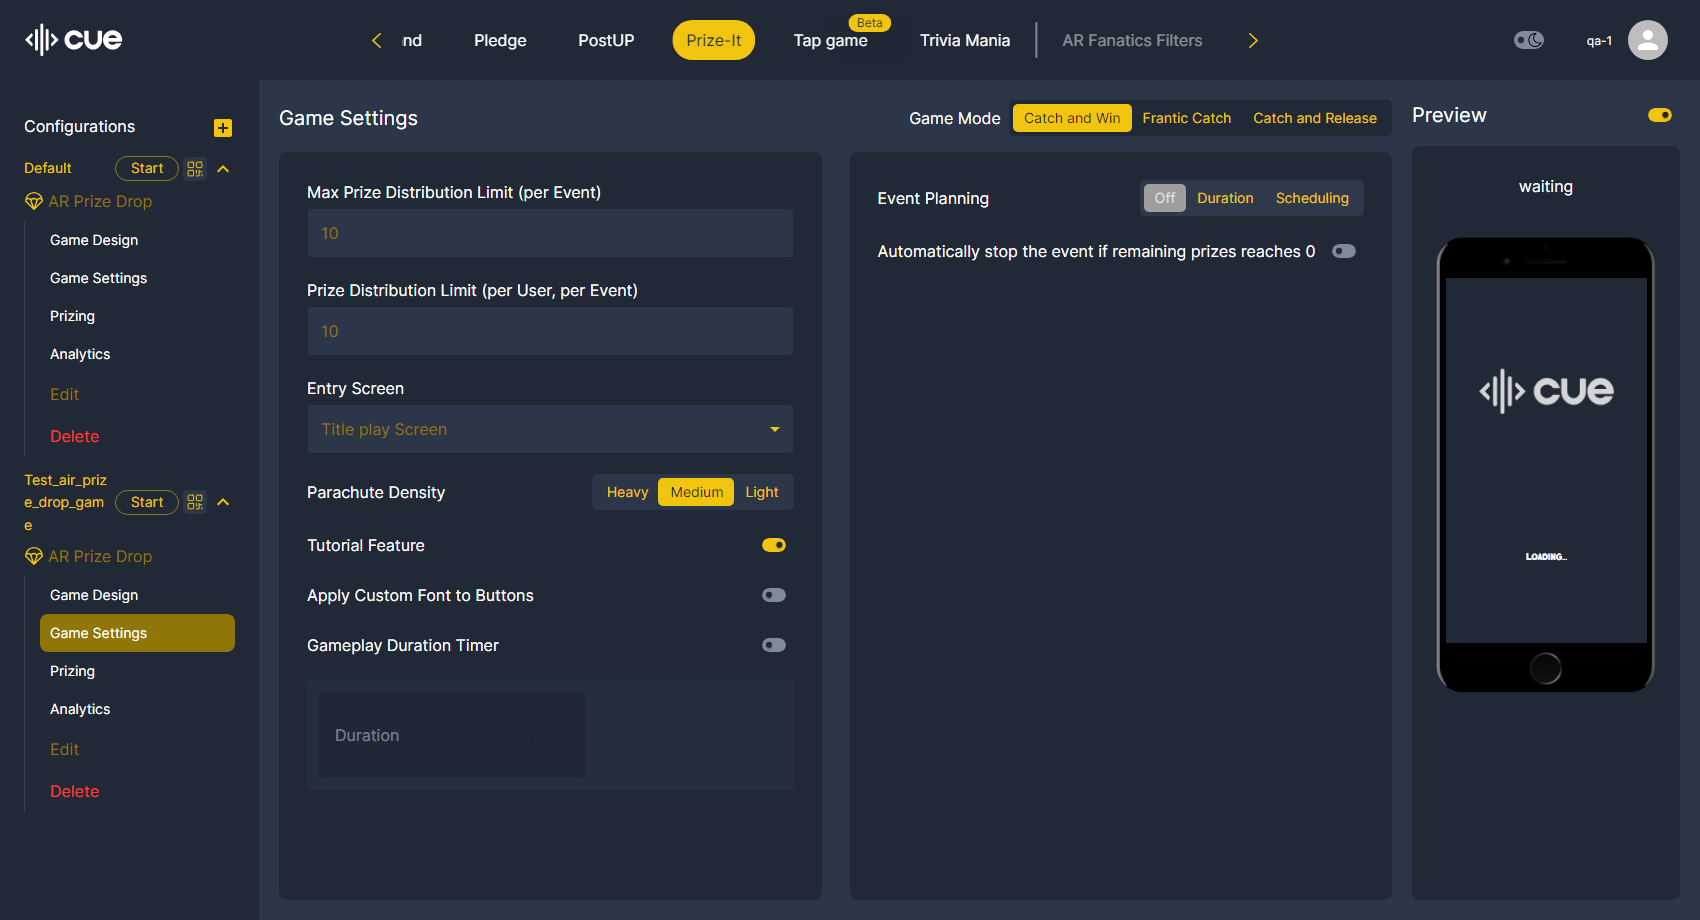 cue
nd
Pledge
PostUP
Prize-It
Beta
Tap game
Trivia Mania
AR Fanatics Filters
qa-1
Configurations
Default
Start
AR Prize Drop
Game Design
Game Settings
Prizing
Analytics
Edit
Delete
Test_air_priz
e_drop_gam
e
Start
AR Prize Drop
Game Design
Game Settings
Prizing
Analytics
Edit
Delete
Game Settings
Game Mode
Catch and Win
Frantic Catch
Catch and Release
Max Prize Distribution Limit (per Event)
10
Prize Distribution Limit (per User, per Event)
10
Entry Screen
Title play Screen
Parachute Density
Heavy
Medium
Light
Tutorial Feature
Apply Custom Font to Buttons
Gameplay Duration Timer
Duration
20
Event Planning
Off
Duration
Scheduling
Automatically stop the event if remaining prizes reaches 0
Preview
waiting
cue
LOADING...